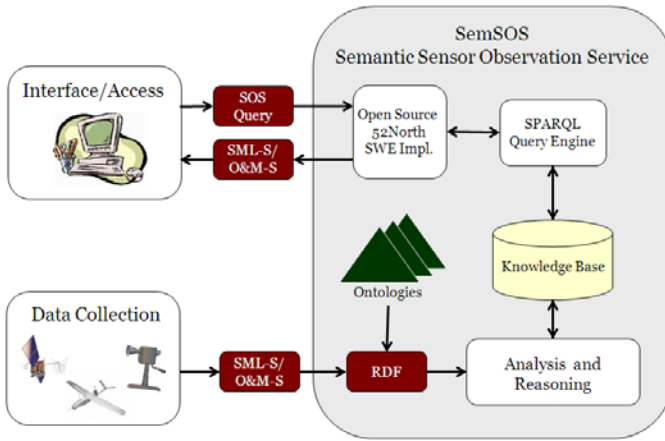 SemSOS
Semantic Sensor Observation Service
Interface/Access
SOS
Query
SML-S/
O&M-S
Open Source
52North
SWE Impl.
SPARQL
Query Engine
Knowledge Base
Ontologies
Data Collection
SML-S/
O&M-S
RDF
Analysis and
Reasoning